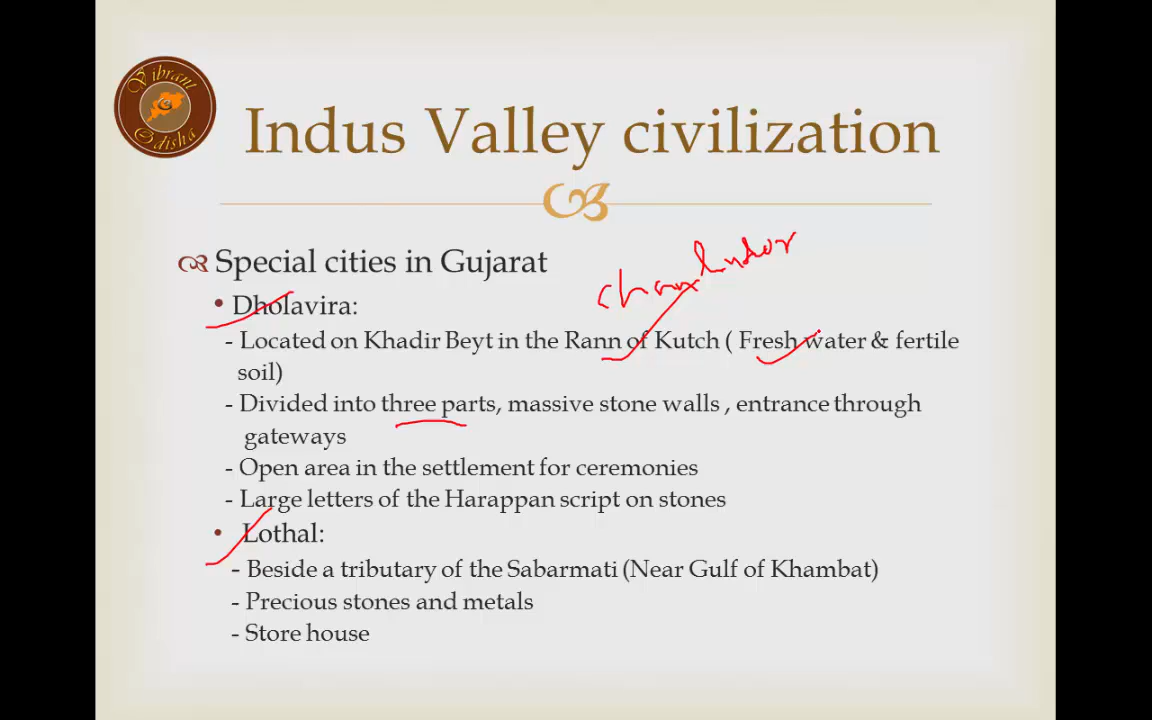 Vibrant
Odisha
Indus Valley civilization
Special cities in Gujarat
• Dholavira:
- Located on Khadir Beyt in the Rann of Kutch ( Fresh water & fertile
soil)
- Divided into three parts, massive stone walls , entrance through
gateways
- Open area in the settlement for ceremonies
- Large letters of the Harappan script on stones
• Lothal:
- Beside a tributary of the Sabarmati (Near Gulf of Khambat)
- Precious stones and metals
- Store house